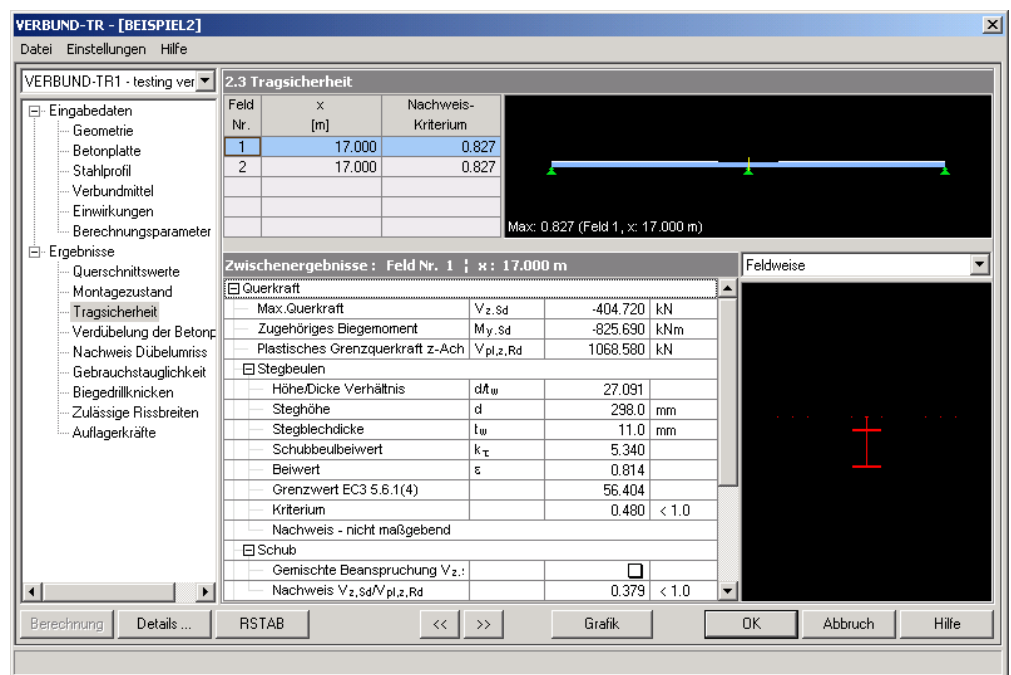 VERBUND-TR - [BEISPIEL2]
Datei Einstellungen Hilfe
VERBUND-TR1 - testing ver
Eingabedaten
Geometrie
Betonplatte
Stahlprofil
Verbundmittel
Einwirkungen
Berechnungsparameter
Ergebnisse
Querschnittswerte
Montagezustand
Tragsicherheit
Verdübelung der Betonp
Nachweis Dübelumriss
Gebrauchstauglichkeit
Biegedrillknicken
Zulässige Rissbreiten
Auflagerkräfte
2.3 Tragsicherheit
Feld x Nachweis-
Nr. [m] Kriterium
1 17.000 0.827
2 17.000 0.827
Max: 0.827 (Feld 1, x: 17.000 m)
Zwischenergebnisse : Feld Nr. 1 ¦ x : 17.000 m
Feldweise
Querkraft
Max.Querkraft Vz.Sd -404.720 kN
Zugehöriges Biegemoment My.Sd -825.690 kNm
Plastisches Grenzquerkraft z-Ach Vpl,z,Rd 1068.580 kN
Stegbeulen
Höhe/Dicke Verhältnis d/tw 27.091
Steghöhe d 298.0 mm
Stegblechdicke tw 11.0 mm
Schubbeulbeiwert kτ 5.340
Beiwert ε 0.814
Grenzwert EC3 5.6.1(4) 56.404
Kriterium 0.480 < 1.0
Nachweis - nicht maßgebend
Schub
Gemischte Beanspruchung Vz.:
Nachweis Vz,Sd/Vpl,z,Rd 0.379 < 1.0
Berechnung Details ... RSTAB << >> Grafik OK Abbruch Hilfe